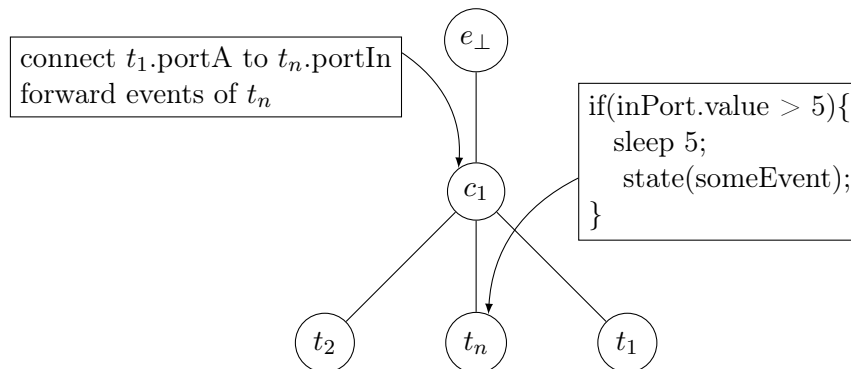 e⊥
connect t₁.portA to tₙ.portIn
forward events of tₙ
if(inPort.value > 5){
sleep 5;
state(someEvent);
}
c₁
t₂
tₙ
t₁